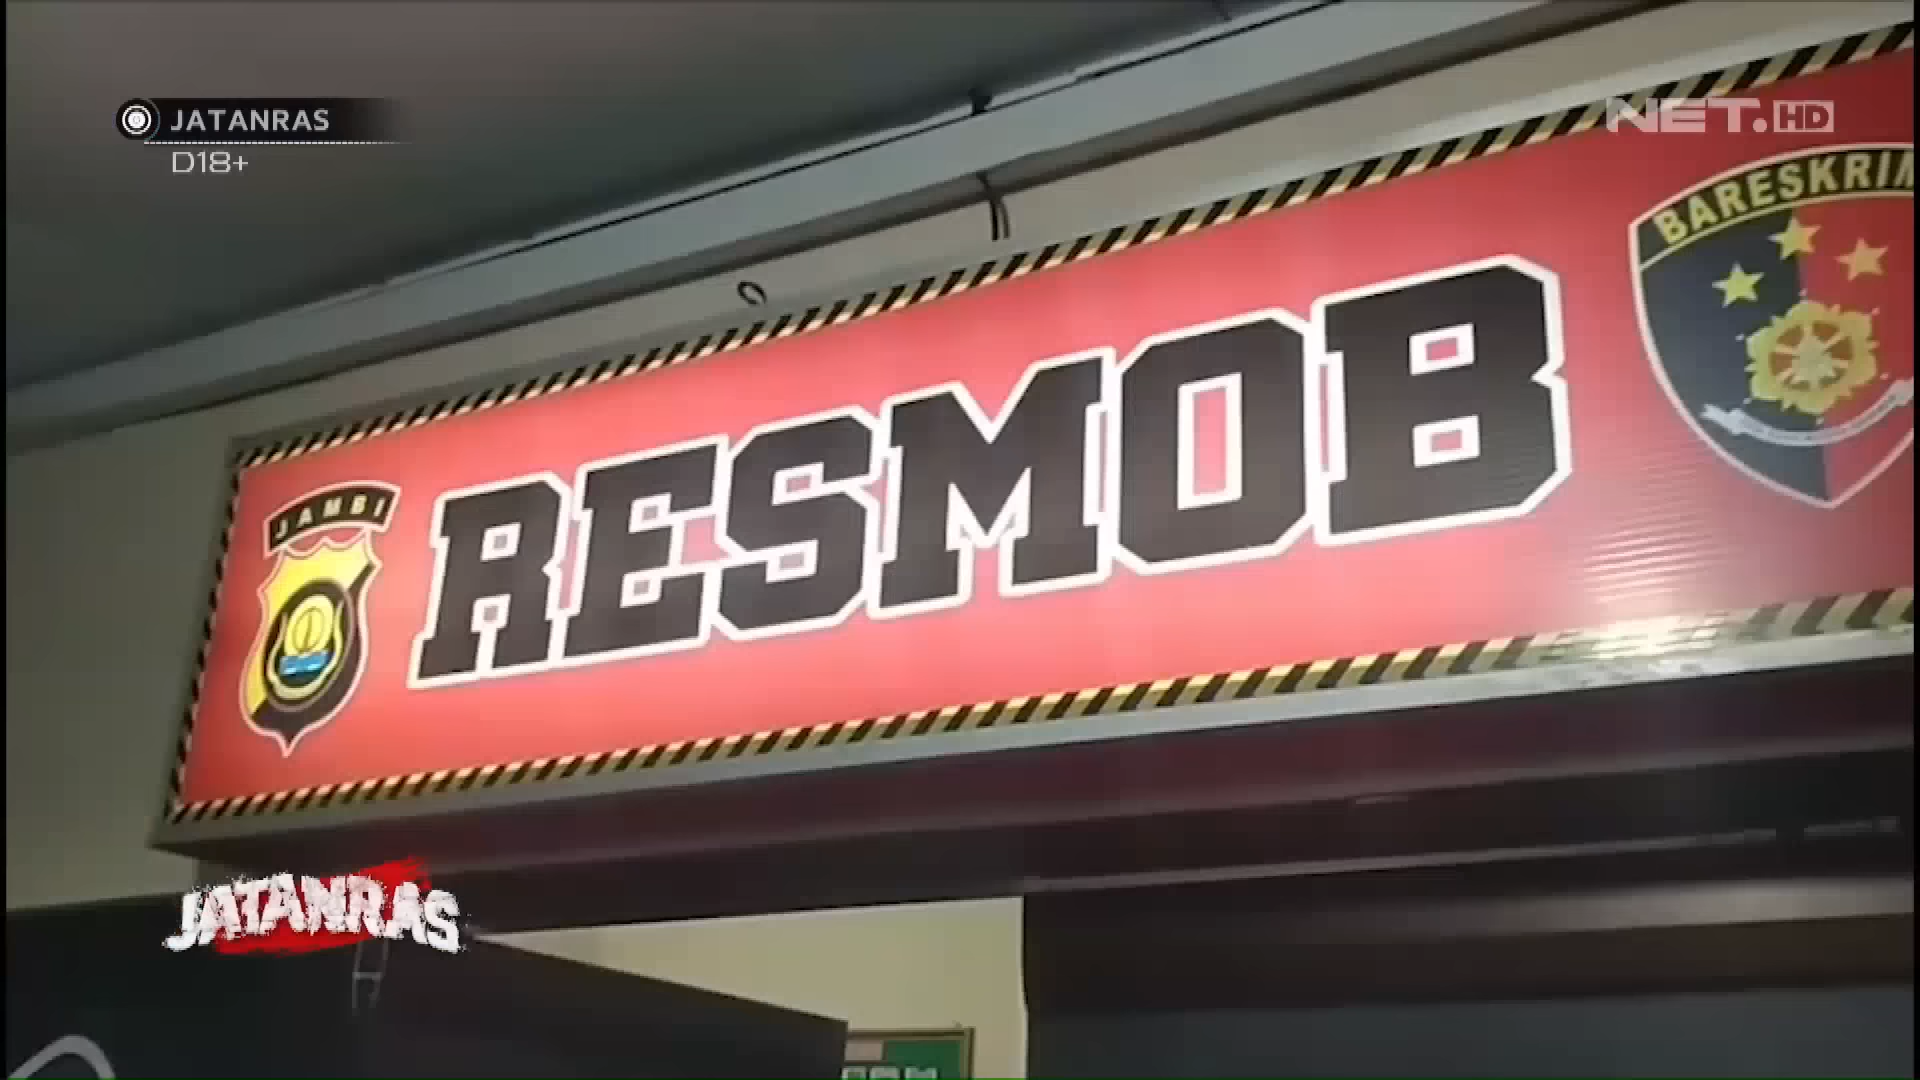 JATANRAS
D18+
NET.HD
BARESKRIM
JAMBI
RESMOB
JATANRAS